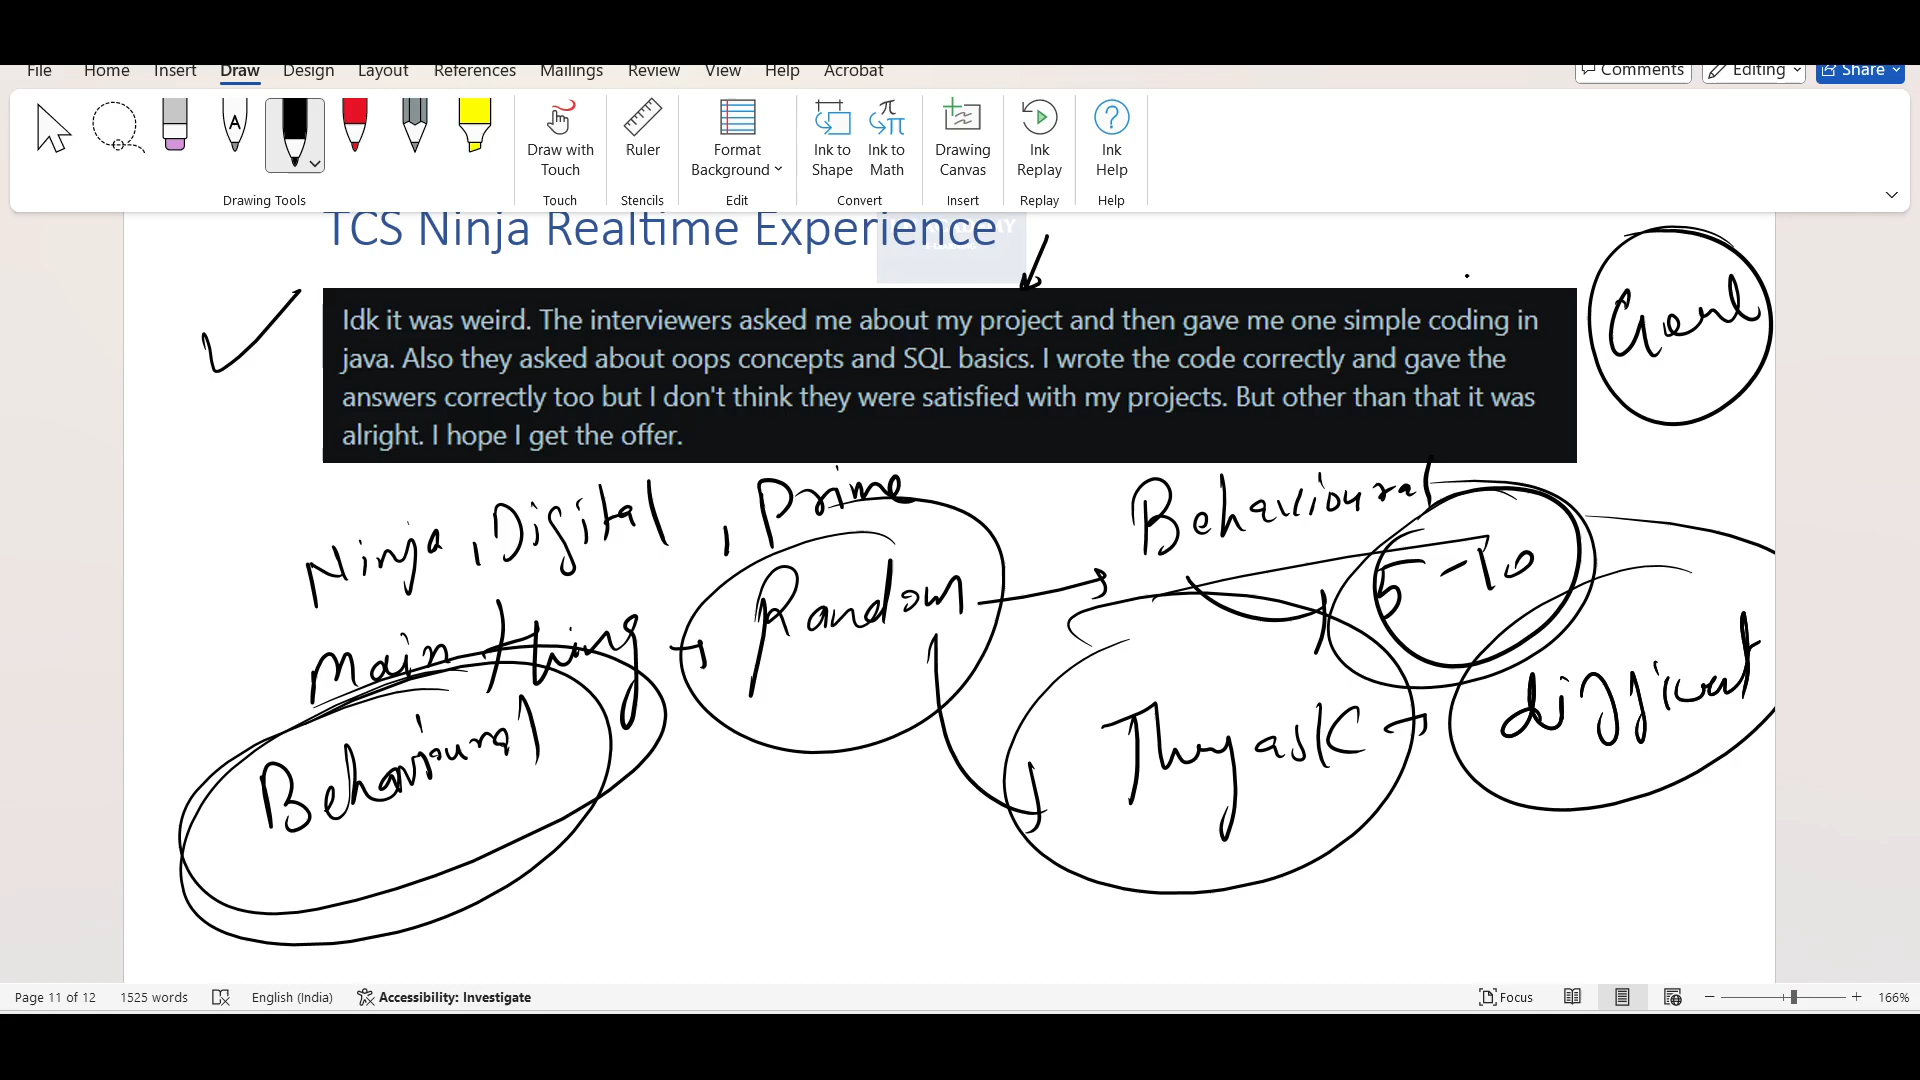 File Home Insert Draw Design Layout References Mailings Review View Help Acrobat Comments Editing Share
Draw with Touch
Ruler
Format Background
Ink to Shape
Ink to Math
Drawing Canvas
Ink Replay
Ink Help
Drawing Tools Touch Stencils Edit Convert Insert Replay Help
TCS Ninja Realtime Experience
Idk it was weird. The interviewers asked me about my project and then gave me one simple coding in
java. Also they asked about oops concepts and SQL basics. I wrote the code correctly and gave the
answers correctly too but I don't think they were satisfied with my projects. But other than that it was
alright. I hope I get the offer.
Ninja, Digital, Prime
Behavioural
5-10
main thing → Random
Behavioural
They ask →
Page 11 of 12 1525 words English (India) Accessibility: Investigate Focus 166%